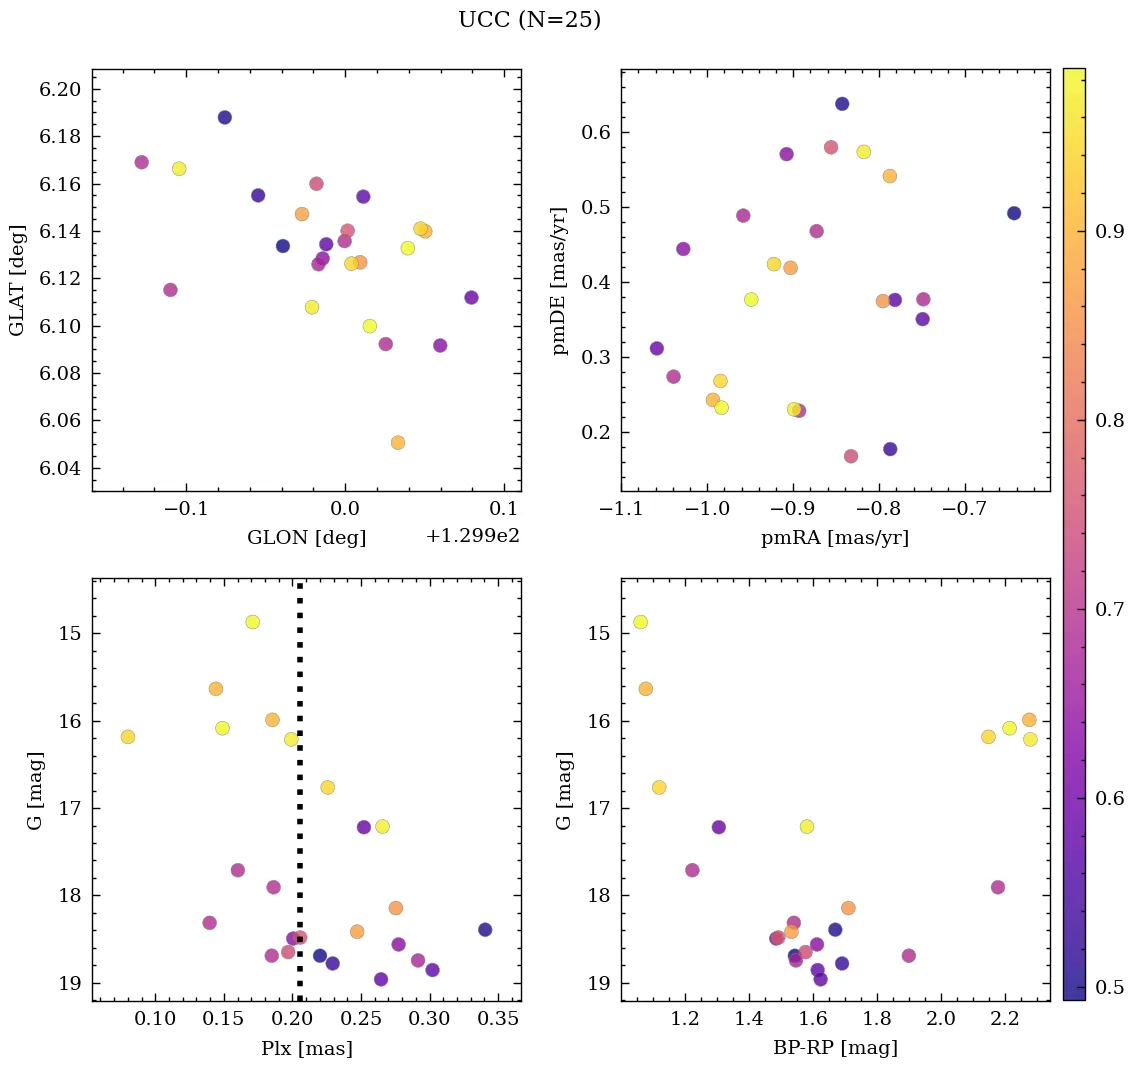 UCC (N=25)
6.20
6.18
6.16
6.14
6.12
6.10
6.08
6.06
6.04
GLAT [deg]
−0.1 0.0 0.1
GLON [deg] +1.299e2
0.6
0.5
0.4
0.3
0.2
pmDE [mas/yr]
−1.1 −1.0 −0.9 −0.8 −0.7
pmRA [mas/yr]
0.9
0.8
0.7
0.6
0.5
15
16
17
18
19
G [mag]
0.10 0.15 0.20 0.25 0.30 0.35
Plx [mas]
15
16
17
18
19
G [mag]
1.2 1.4 1.6 1.8 2.0 2.2
BP-RP [mag]